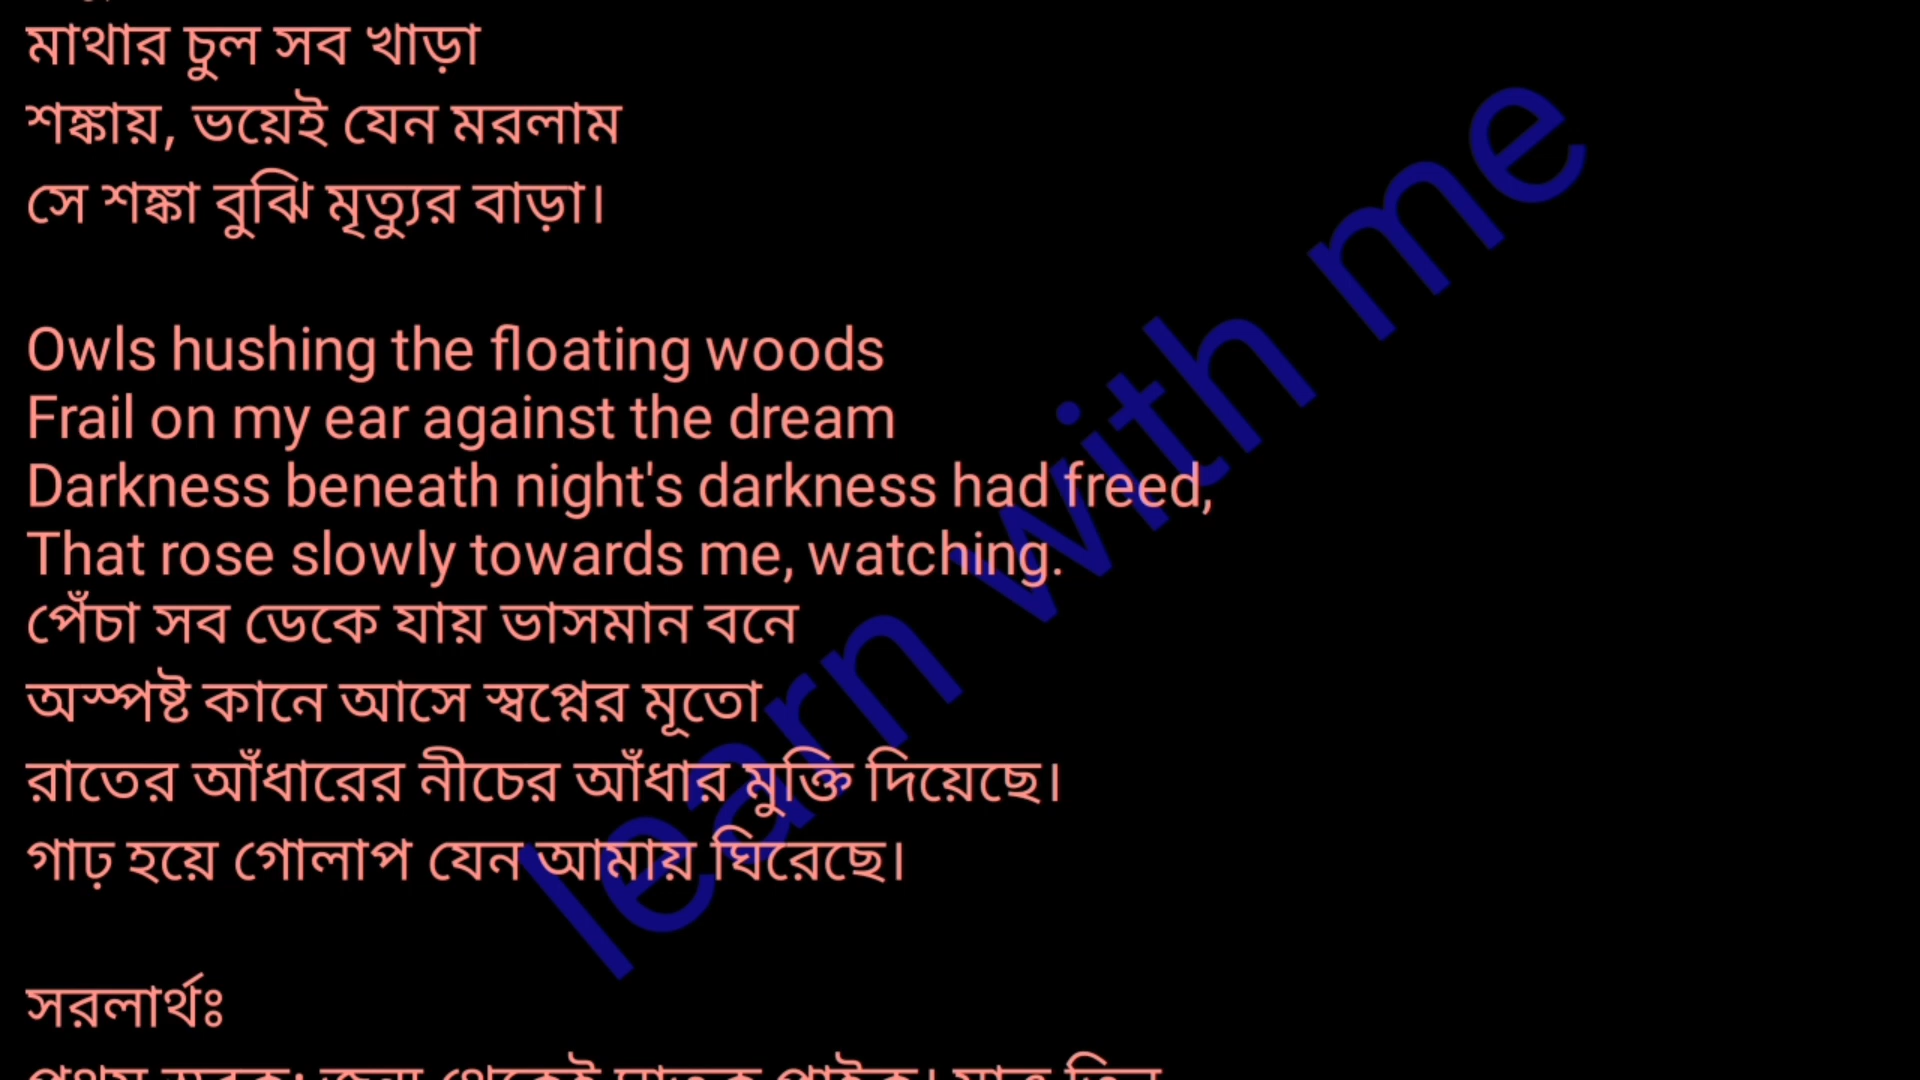 মাথার চুল সব খাড়া
শঙ্কায়, ভয়েই যেন মরলাম
সে শঙ্কা বুঝি মৃত্যুর বাড়া।
Owls hushing the floating woods
Frail on my ear against the dream
Darkness beneath night's darkness had freed,
That rose slowly towards me, watching.
পেঁচা সব ডেকে যায় ভাসমান বনে
অস্পষ্ট কানে আসে স্বপ্নের মূতো
রাতের আঁধারের নীচের আঁধার মুক্তি দিয়েছে।
গাঢ় হয়ে গোলাপ যেন আমায় ঘিরেছে।
সরলার্থঃ
learn with me